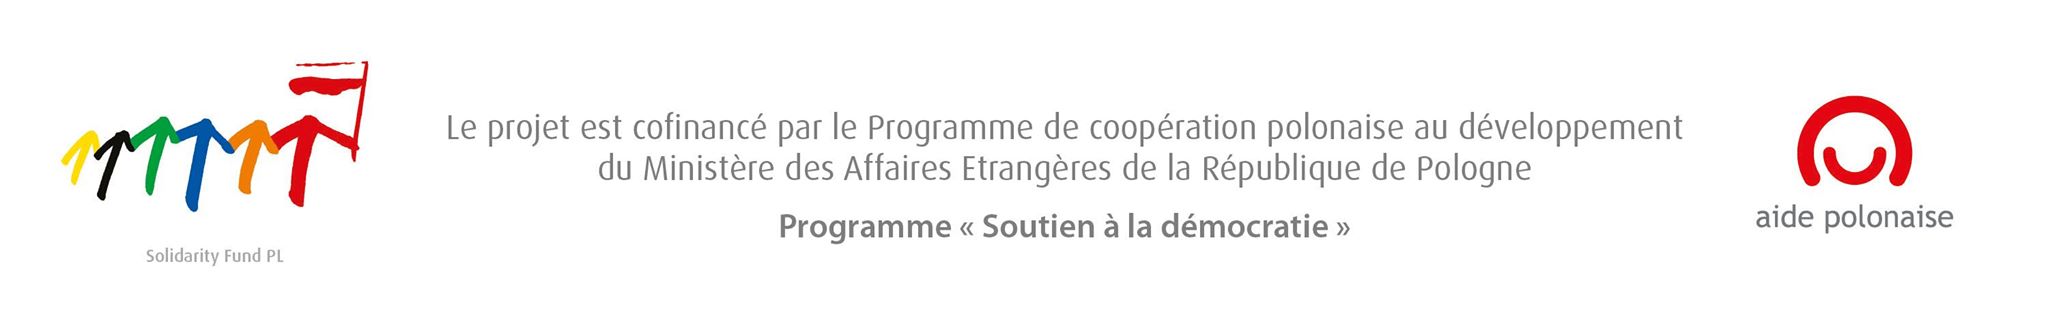 Le projet est cofinancé par le Programme de coopération polonaise au développement
du Ministère des Affaires Etrangères de la République de Pologne
Programme « Soutien à la démocratie »
Solidarity Fund PL
aide polonaise